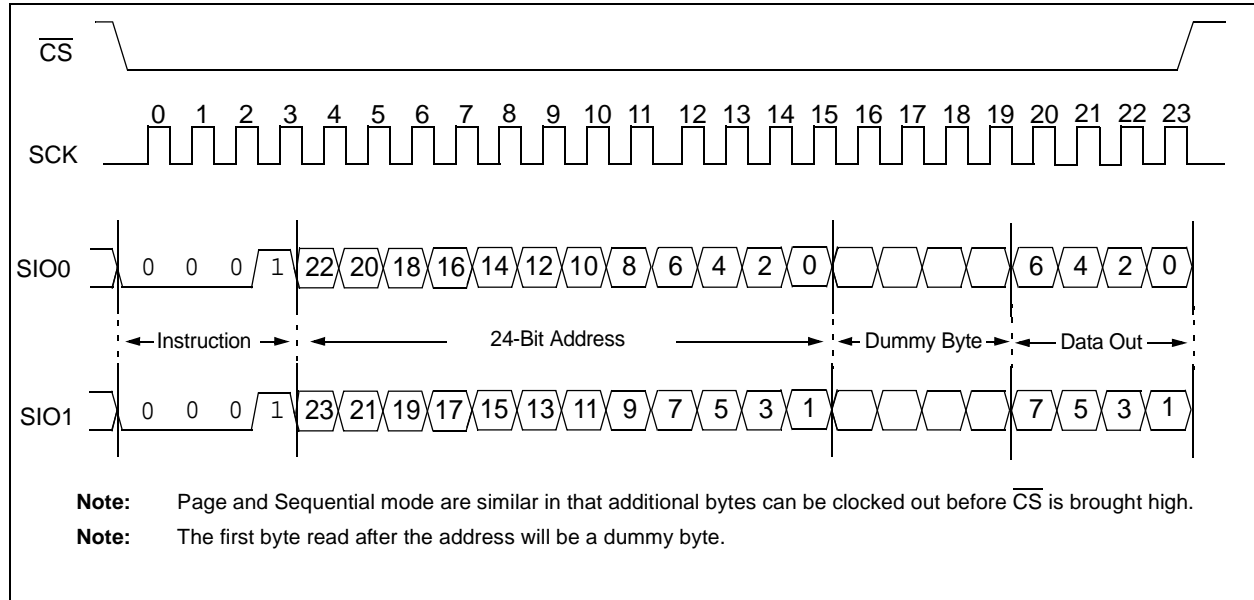 CS
0 1 2 3 4 5 6 7 8 9 10 11 12 13 14 15 16 17 18 19 20 21 22 23
SCK
SIO0 0 0 0 1 22 20 18 16 14 12 10 8 6 4 2 0 6 4 2 0
Instruction 24-Bit Address Dummy Byte Data Out
SIO1 0 0 0 1 23 21 19 17 15 13 11 9 7 5 3 1 7 5 3 1
Note: Page and Sequential mode are similar in that additional bytes can be clocked out before CS is brought high.
Note: The first byte read after the address will be a dummy byte.